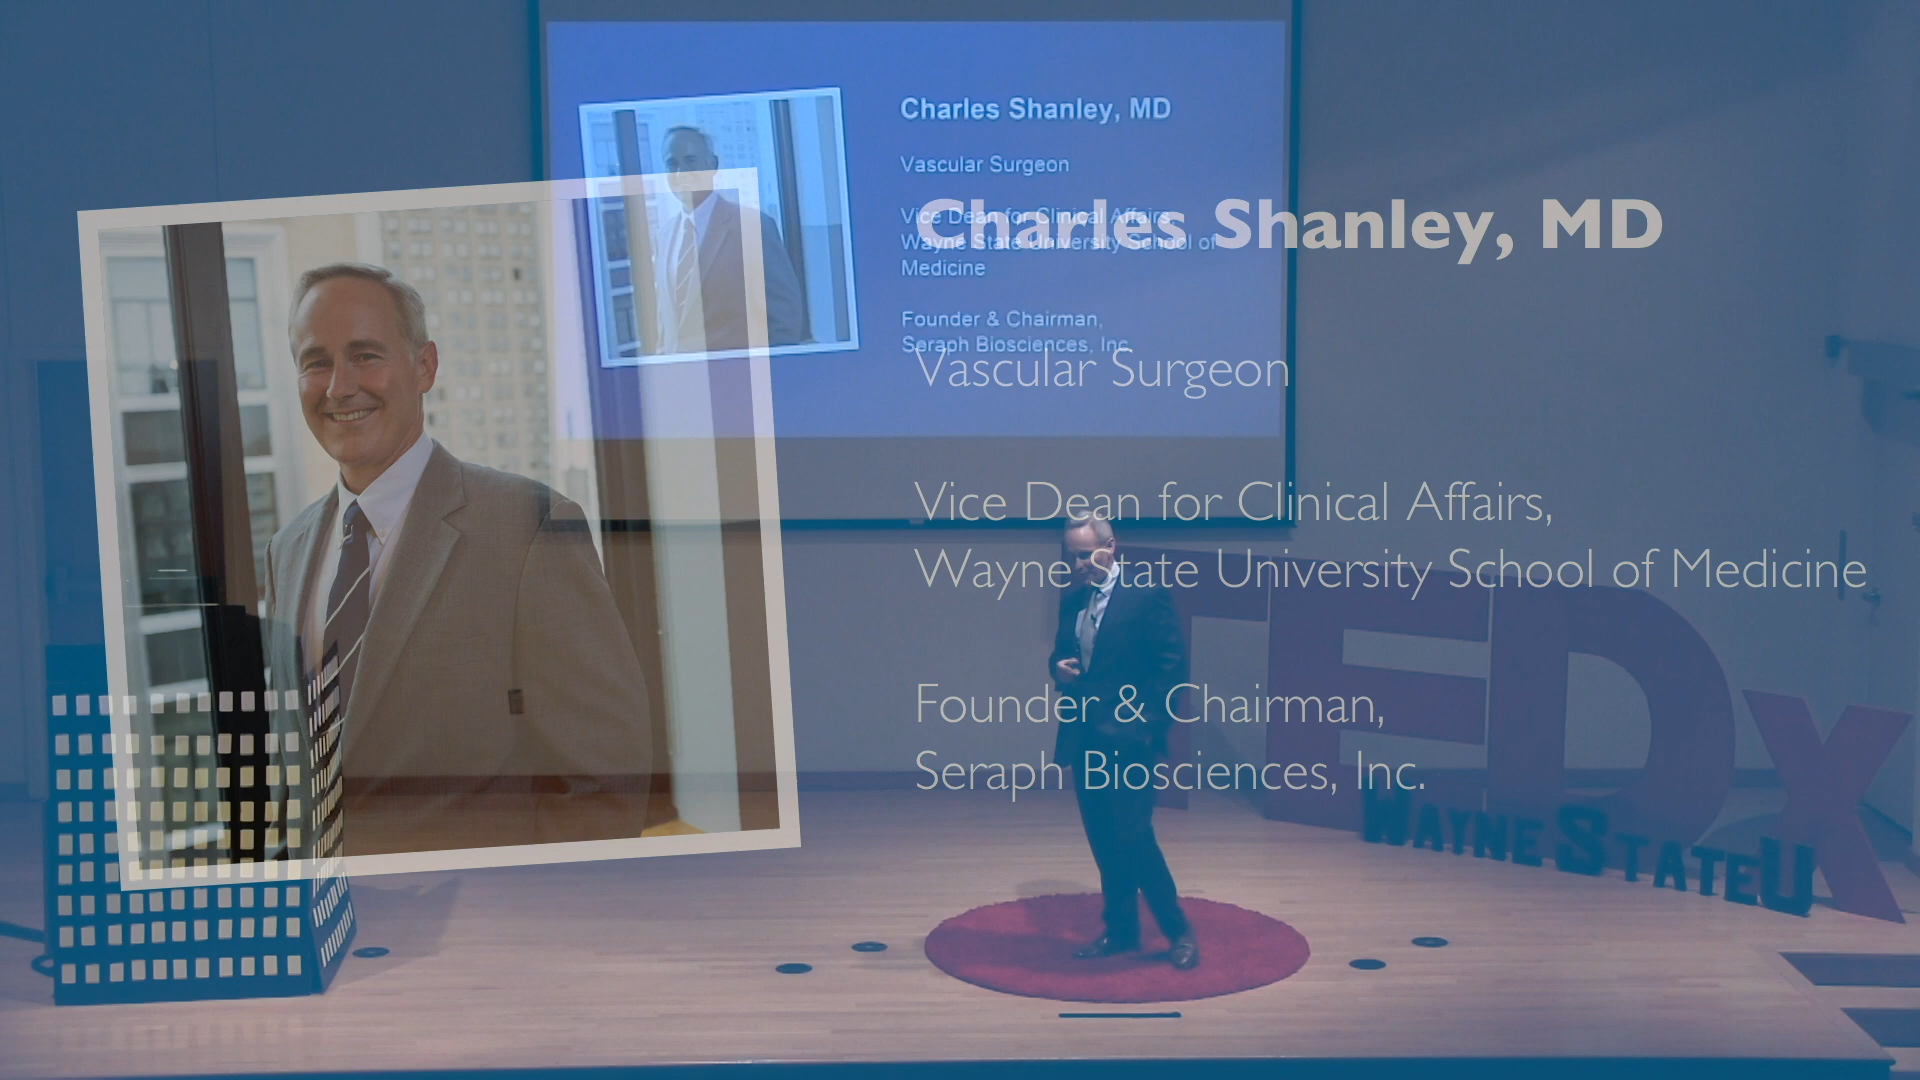 Charles Shanley, MD
Vascular Surgeon
Vice Dean for Clinical Affairs,
Wayne State University School of
Medicine
Founder & Chairman,
Seraph Biosciences, Inc.
Charles Shanley, MD
Vascular Surgeon
Vice Dean for Clinical Affairs,
Wayne State University School of Medicine
Founder & Chairman,
Seraph Biosciences, Inc.
TEDx
WAYNE STATE U